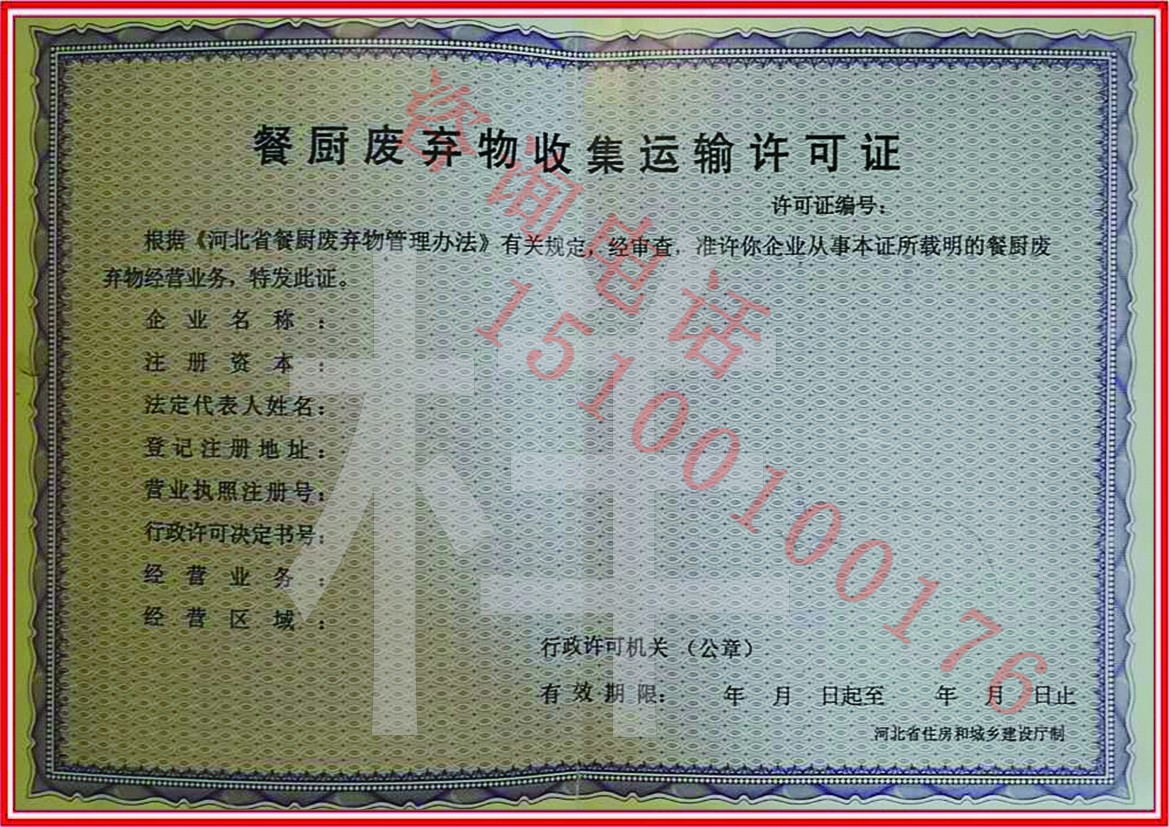 餐厨废弃物收集运输许可证
许可证编号：
根据《河北省餐厨废弃物管理办法》有关规定，经审查，准许你企业从事本证所载明的餐厨废
弃物经营业务，特发此证。
企业名称：
注册资本：
法定代表人姓名：
登记注册地址：
营业执照注册号：
行政许可决定书号：
经营业务：
经营区域：
行政许可机关（公章）
有效期限： 年 月 日起至 年 月 日止
河北省住房和城乡建设厅制
样
咨询电话
15100100176